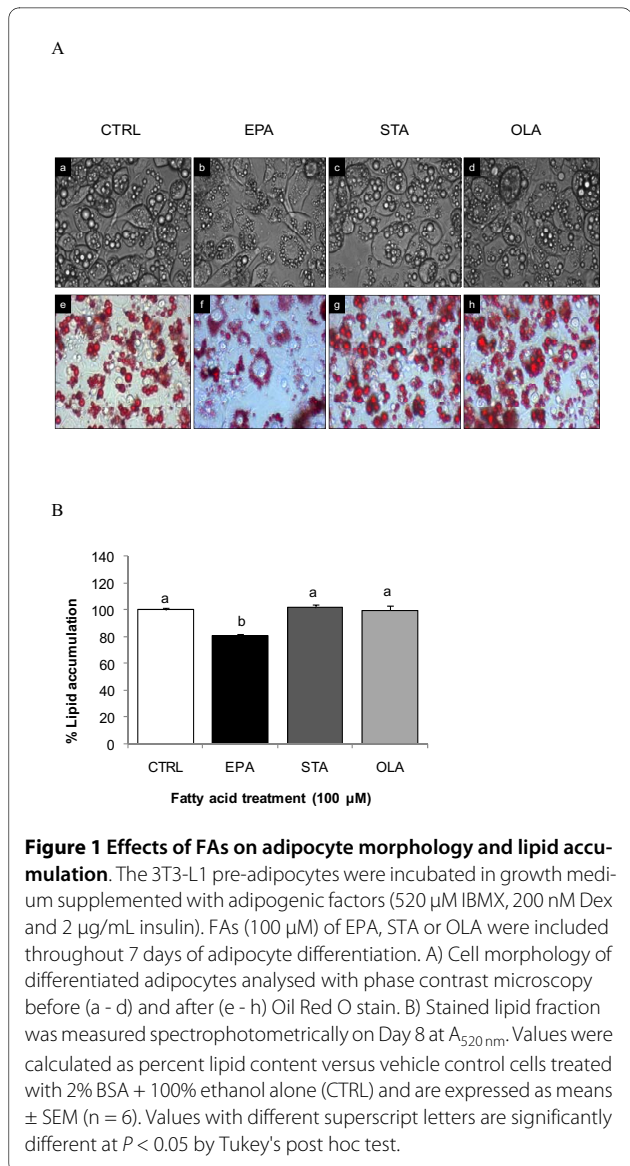 A
CTRL EPA STA OLA
a b c d
e f g h
B
140
120
100
80
60
40
20
0
% Lipid accumulation
a b a a
CTRL EPA STA OLA
Fatty acid treatment (100 µM)
Figure 1 Effects of FAs on adipocyte morphology and lipid accu-
mulation. The 3T3-L1 pre-adipocytes were incubated in growth medi-
um supplemented with adipogenic factors (520 µM IBMX, 200 nM Dex
and 2 µg/mL insulin). FAs (100 µM) of EPA, STA or OLA were included
throughout 7 days of adipocyte differentiation. A) Cell morphology of
differentiated adipocytes analysed with phase contrast microscopy
before (a - d) and after (e - h) Oil Red O stain. B) Stained lipid fraction
was measured spectrophotometrically on Day 8 at A520 nm. Values were
calculated as percent lipid content versus vehicle control cells treated
with 2% BSA + 100% ethanol alone (CTRL) and are expressed as means
± SEM (n = 6). Values with different superscript letters are significantly
different at P < 0.05 by Tukey's post hoc test.